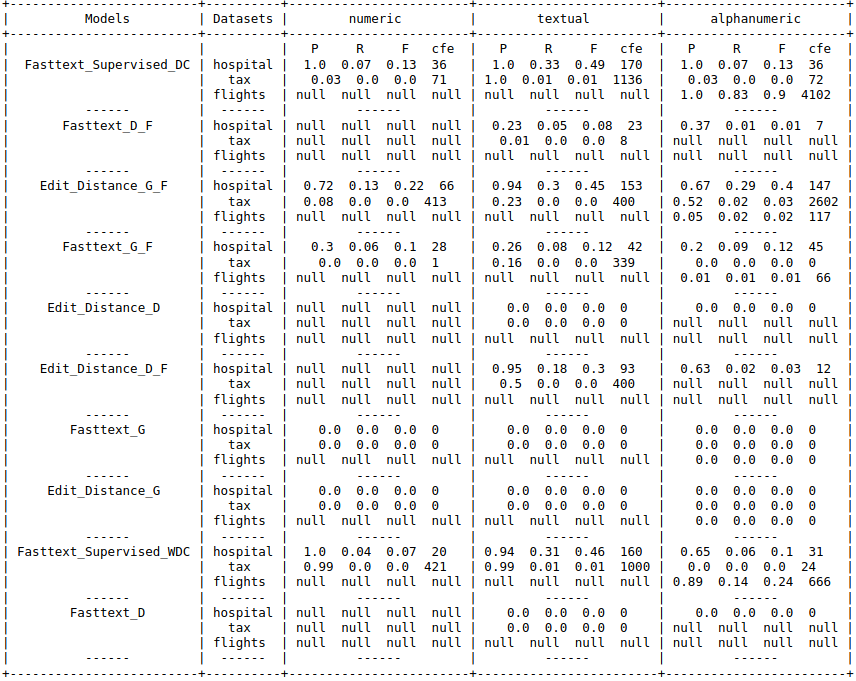 +-------------------------+----------+------------------------+------------------------+------------------------+
| Models | Datasets | numeric | textual | alphanumeric |
+-------------------------+----------+------------------------+------------------------+------------------------+
| | | P R F cfe | P R F cfe | P R F cfe |
| Fasttext_Supervised_DC | hospital | 1.0 0.07 0.13 36 | 1.0 0.33 0.49 170 | 1.0 0.07 0.13 36 |
| | tax | 0.03 0.0 0.0 71 | 1.0 0.01 0.01 1136 | 0.03 0.0 0.0 72 |
| | flights | null null null null | null null null null | 1.0 0.83 0.9 4102 |
| ------ | ------ | ------ | ------ | ------ |
| Fasttext_D_F | hospital | null null null null | 0.23 0.05 0.08 23 | 0.37 0.01 0.01 7 |
| | tax | null null null null | 0.01 0.0 0.0 8 | null null null null |
| | flights | null null null null | null null null null | null null null null |
| ------ | ------ | ------ | ------ | ------ |
| Edit_Distance_G_F | hospital | 0.72 0.13 0.22 66 | 0.94 0.3 0.45 153 | 0.67 0.29 0.4 147 |
| | tax | 0.08 0.0 0.0 413 | 0.23 0.0 0.0 400 | 0.52 0.02 0.03 2602 |
| | flights | null null null null | null null null null | 0.05 0.02 0.02 117 |
| ------ | ------ | ------ | ------ | ------ |
| Fasttext_G_F | hospital | 0.3 0.06 0.1 28 | 0.26 0.08 0.12 42 | 0.2 0.09 0.12 45 |
| | tax | 0.0 0.0 0.0 1 | 0.16 0.0 0.0 339 | 0.0 0.0 0.0 0 |
| | flights | null null null null | null null null null | 0.01 0.01 0.01 66 |
| ------ | ------ | ------ | ------ | ------ |
| Edit_Distance_D | hospital | null null null null | 0.0 0.0 0.0 0 | 0.0 0.0 0.0 0 |
| | tax | null null null null | 0.0 0.0 0.0 0 | null null null null |
| | flights | null null null null | null null null null | null null null null |
| ------ | ------ | ------ | ------ | ------ |
| Edit_Distance_D_F | hospital | null null null null | 0.95 0.18 0.3 93 | 0.63 0.02 0.03 12 |
| | tax | null null null null | 0.5 0.0 0.0 400 | null null null null |
| | flights | null null null null | null null null null | null null null null |
| ------ | ------ | ------ | ------ | ------ |
| Fasttext_G | hospital | 0.0 0.0 0.0 0 | 0.0 0.0 0.0 0 | 0.0 0.0 0.0 0 |
| | tax | 0.0 0.0 0.0 0 | 0.0 0.0 0.0 0 | 0.0 0.0 0.0 0 |
| | flights | null null null null | null null null null | 0.0 0.0 0.0 0 |
| ------ | ------ | ------ | ------ | ------ |
| Edit_Distance_G | hospital | 0.0 0.0 0.0 0 | 0.0 0.0 0.0 0 | 0.0 0.0 0.0 0 |
| | tax | 0.0 0.0 0.0 0 | 0.0 0.0 0.0 0 | 0.0 0.0 0.0 0 |
| | flights | null null null null | null null null null | 0.0 0.0 0.0 0 |
| ------ | ------ | ------ | ------ | ------ |
| Fasttext_Supervised_WDC | hospital | 1.0 0.04 0.07 20 | 0.94 0.31 0.46 160 | 0.65 0.06 0.1 31 |
| | tax | 0.99 0.0 0.0 421 | 0.99 0.01 0.01 1000 | 0.0 0.0 0.0 24 |
| | flights | null null null null | null null null null | 0.89 0.14 0.24 666 |
| ------ | ------ | ------ | ------ | ------ |
| Fasttext_D | hospital | null null null null | 0.0 0.0 0.0 0 | 0.0 0.0 0.0 0 |
| | tax | null null null null | 0.0 0.0 0.0 0 | null null null null |
| | flights | null null null null | null null null null | null null null null |
| ------ | ------ | ------ | ------ | ------ |
+-------------------------+----------+------------------------+------------------------+------------------------+